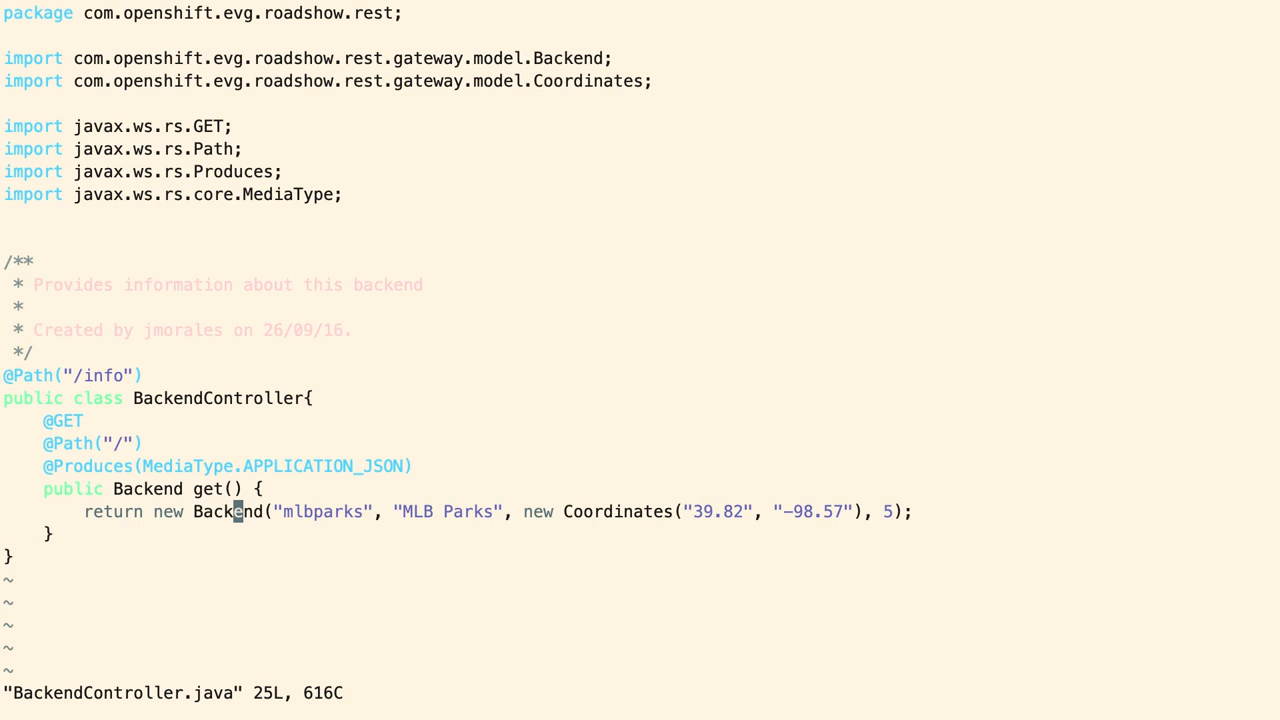 package com.openshift.evg.roadshow.rest;
import com.openshift.evg.roadshow.rest.gateway.model.Backend;
import com.openshift.evg.roadshow.rest.gateway.model.Coordinates;
import javax.ws.rs.GET;
import javax.ws.rs.Path;
import javax.ws.rs.Produces;
import javax.ws.rs.core.MediaType;
/**
 * Provides information about this backend
 *
 * Created by jmorales on 26/09/16.
 */
@Path("/info")
public class BackendController{
    @GET
    @Path("/")
    @Produces(MediaType.APPLICATION_JSON)
    public Backend get() {
        return new Backend("mlbparks", "MLB Parks", new Coordinates("39.82", "-98.57"), 5);
    }
}
~
~
~
~
~
"BackendController.java" 25L, 616C